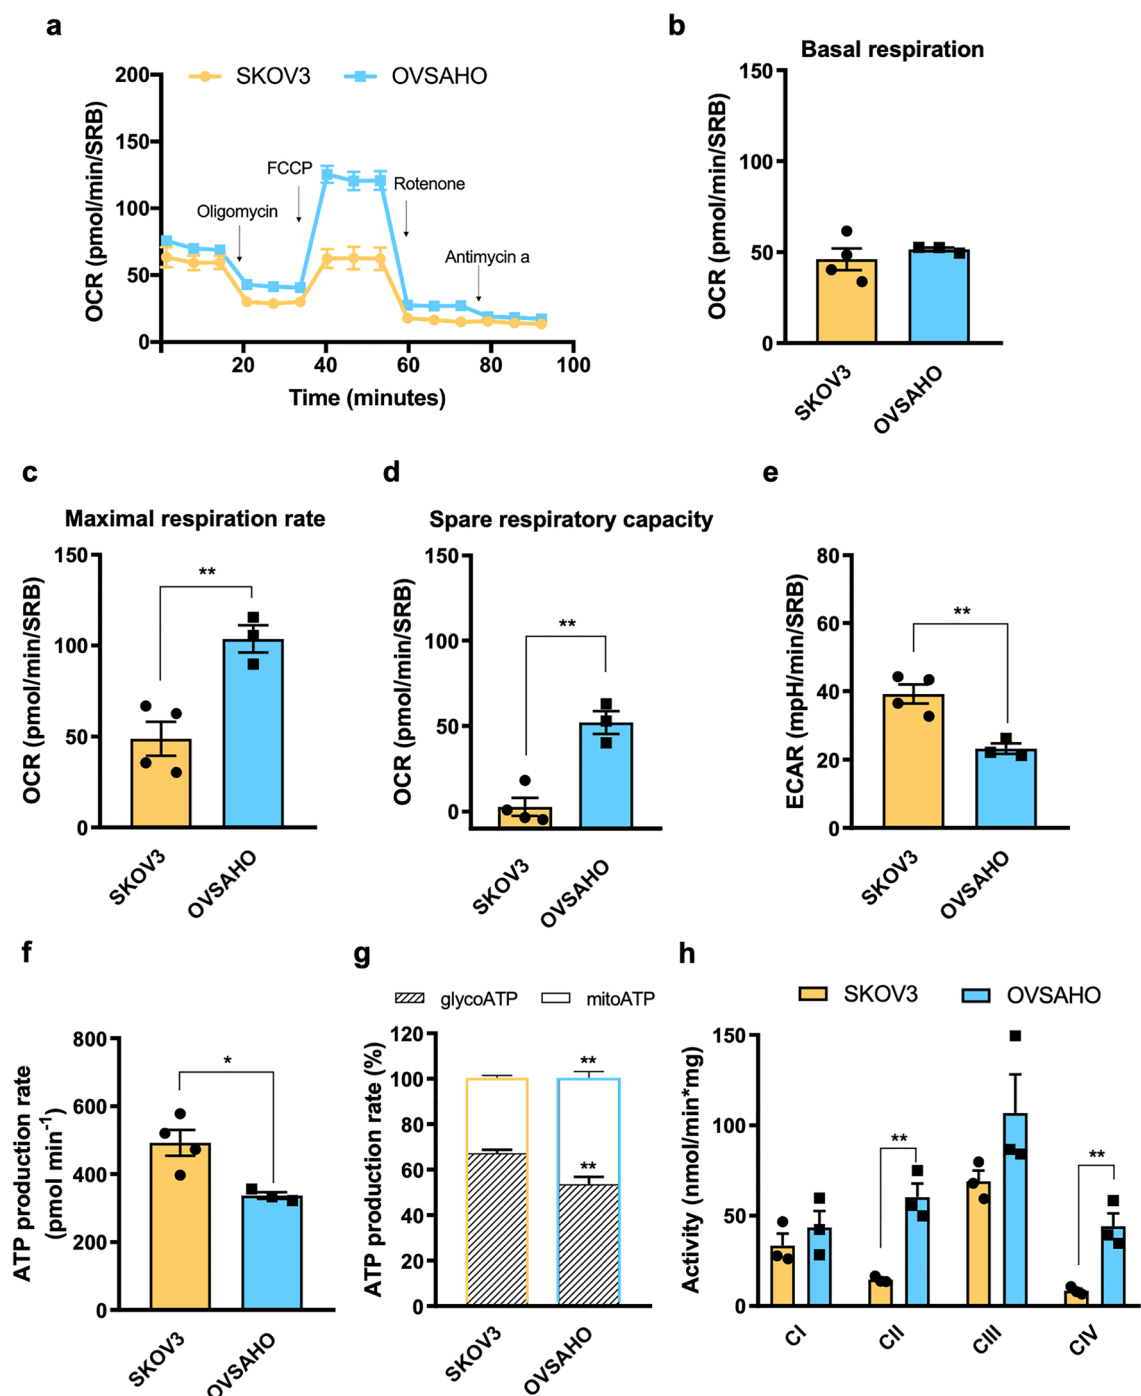 a
SKOV3 OVSAHO
OCR (pmol/min/SRB)
200
150
100
50
0
FCCP
Oligomycin
Rotenone
Antimycin a
20 40 60 80 100
Time (minutes)
b
Basal respiration
OCR (pmol/min/SRB)
150
100
50
0
SKOV3 OVSAHO
c
Maximal respiration rate
OCR (pmol/min/SRB)
150
100
50
0
**
SKOV3 OVSAHO
d
Spare respiratory capacity
OCR (pmol/min/SRB)
150
100
50
0
**
SKOV3 OVSAHO
e
ECAR (mpH/min/SRB)
80
60
40
20
0
**
SKOV3 OVSAHO
f
ATP production rate
(pmol min⁻¹)
800
600
400
200
0
*
SKOV3 OVSAHO
g
glycoATP mitoATP
ATP production rate (%)
120
100
80
60
40
20
0
**
**
SKOV3 OVSAHO
h
SKOV3 OVSAHO
Activity (nmol/min*mg)
150
100
50
0
**
**
CI CII CIII CIV